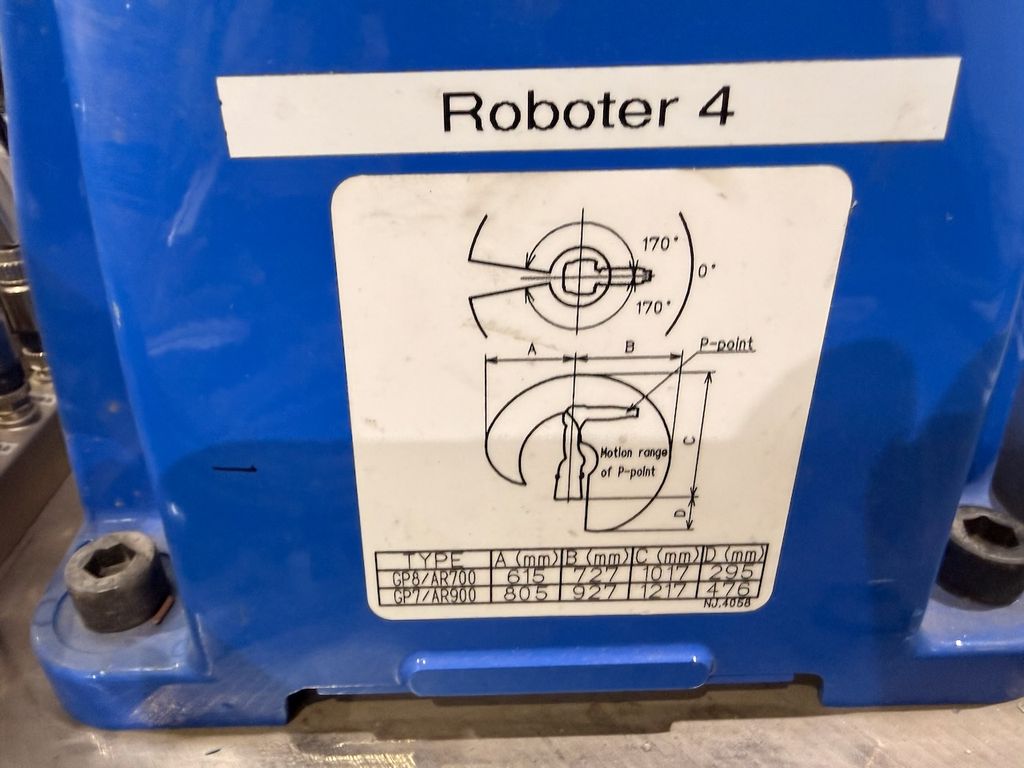 Roboter 4
170°
0°
170°
A
B
P-point
C
Motion range
of P-point
D
TYPE A (mm) B (mm) C (mm) D (mm)
GP8/AR700 615 727 1017 295
GP7/AR900 805 927 1217 476
NJ.4058